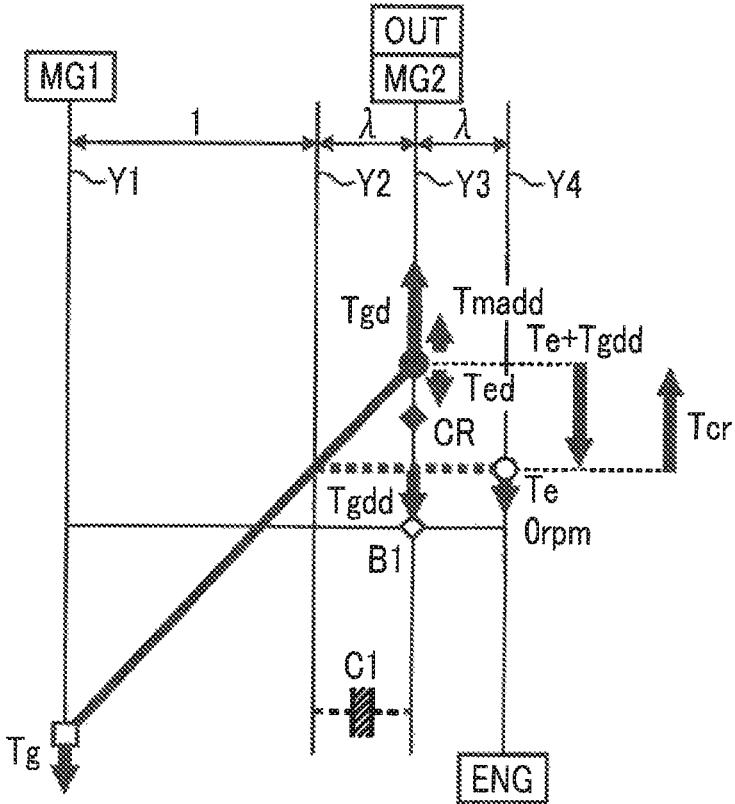 OUT
MG1
MG2
1
λ
λ
Y1
Y2
Y3
Y4
Tgd
Tmadd
Te+Tgdd
Ted
CR
Tcr
Tgdd
Te
0rpm
B1
C1
Tg
ENG